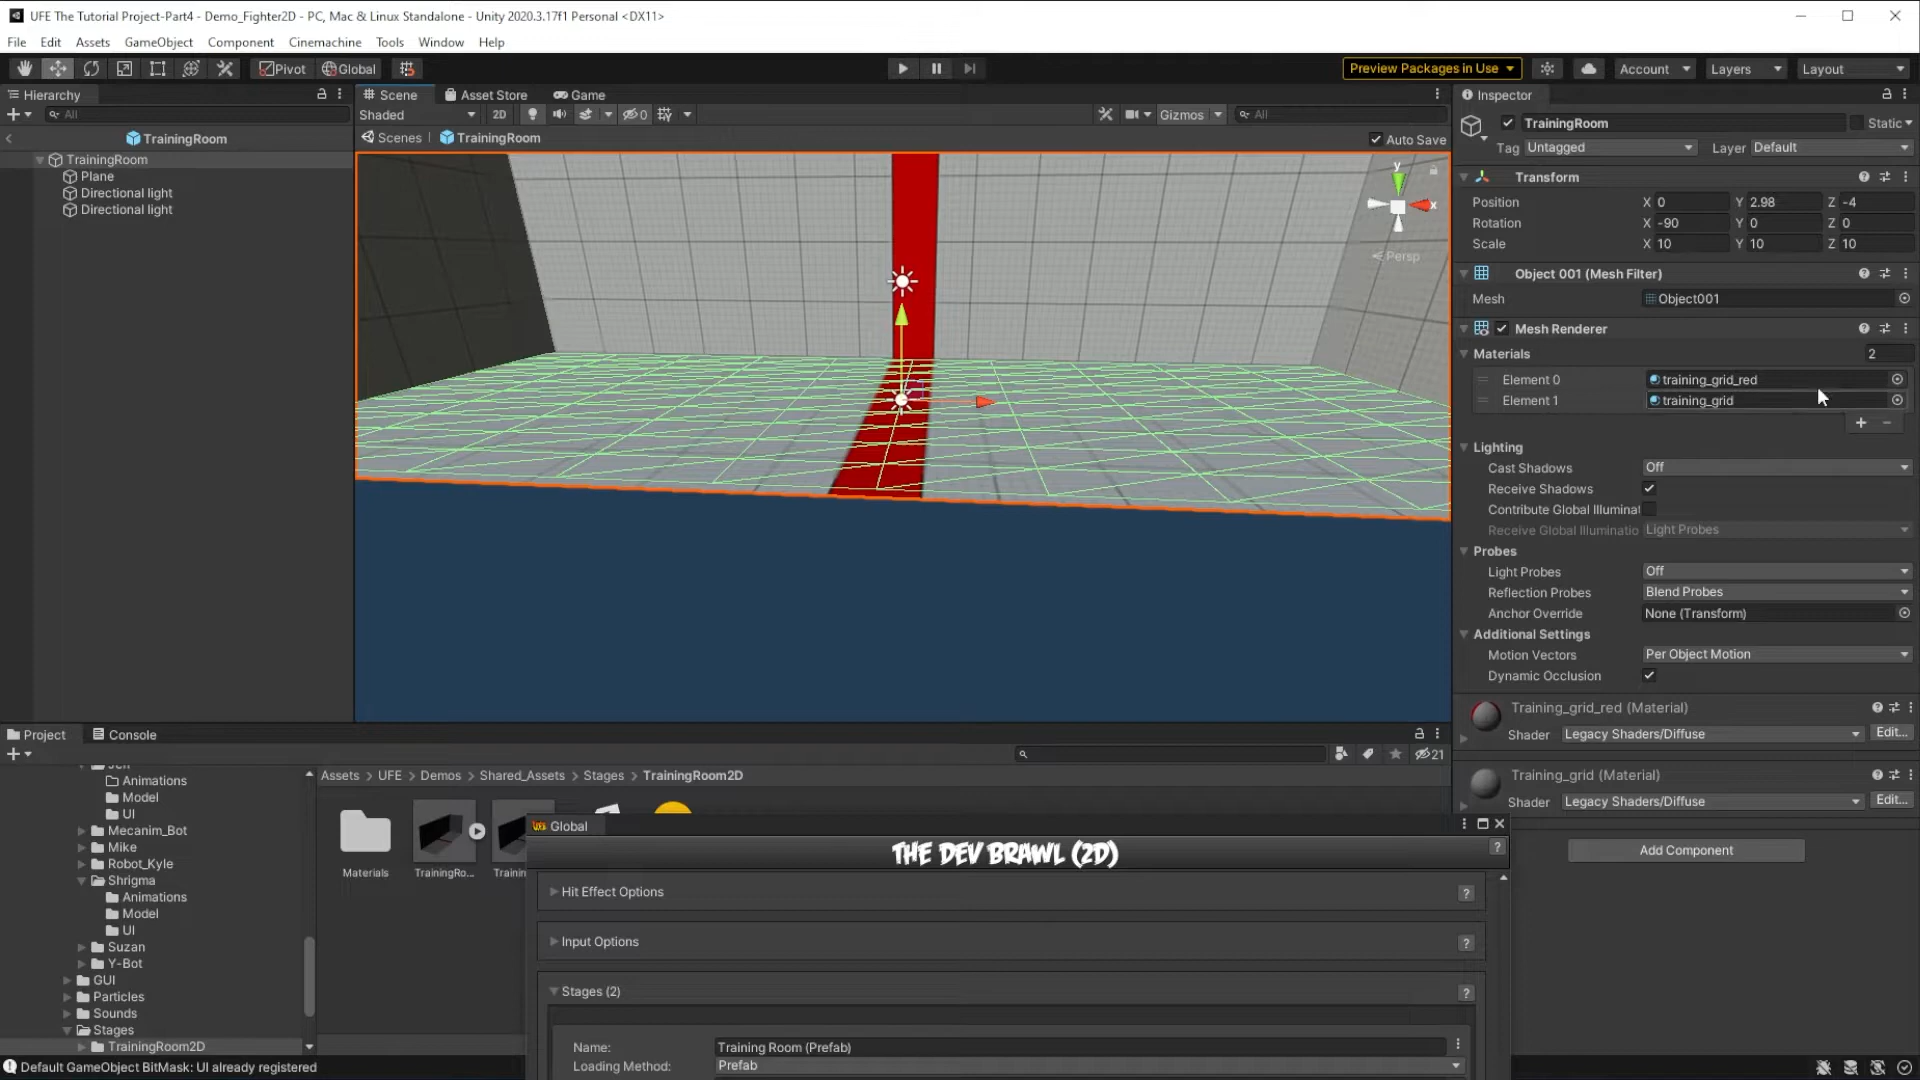 UFE The Tutorial Project-Part4 - Demo_Fighter2D - PC, Mac & Linux Standalone - Unity 2020.3.17f1 Personal <DX11>
File Edit Assets GameObject Component Cinemachine Tools Window Help
Pivot Global Preview Packages in Use Account Layers Layout
Hierarchy Scene Asset Store Game Inspector
All Shaded 2D 0 Gizmos All
TrainingRoom Scenes TrainingRoom Auto Save
TrainingRoom
Plane
Directional light
Directional light
y
x
Persp
TrainingRoom Static
Tag Untagged Layer Default
Transform
Position X 0 Y 2.98 Z -4
Rotation X -90 Y 0 Z 0
Scale X 10 Y 10 Z 10
Object 001 (Mesh Filter)
Mesh Object001
Mesh Renderer
Materials 2
Element 0 training_grid_red
Element 1 training_grid
Lighting
Cast Shadows Off
Receive Shadows
Contribute Global Illuminat
Receive Global Illuminatio Light Probes
Probes
Light Probes Off
Reflection Probes Blend Probes
Anchor Override None (Transform)
Additional Settings
Motion Vectors Per Object Motion
Dynamic Occlusion
Training_grid_red (Material)
Shader Legacy Shaders/Diffuse Edit...
Training_grid (Material)
Shader Legacy Shaders/Diffuse Edit...
Add Component
Project Console
21
Animations
Model
UI
Mecanim_Bot
Mike
Robot_Kyle
Shrigma
Animations
Model
UI
Suzan
Y-Bot
GUI
Particles
Sounds
Stages
TrainingRoom2D
Assets > UFE > Demos > Shared_Assets > Stages > TrainingRoom2D
Materials TrainingRo... Trainin
UFE Global
THE DEV BRAWL (2D)
?
Hit Effect Options ?
Input Options ?
Stages (2) ?
Name: Training Room (Prefab)
Loading Method: Prefab
Default GameObject BitMask: UI already registered